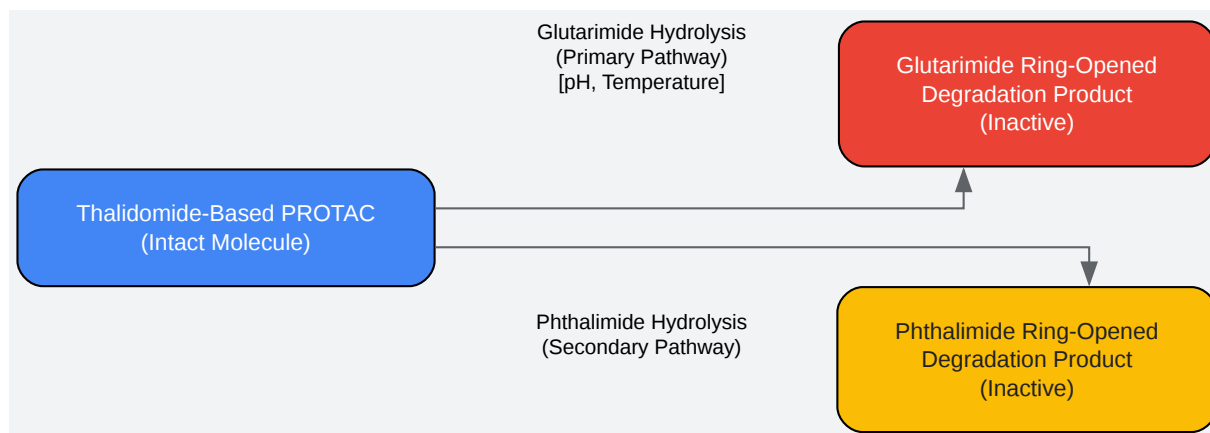 Glutarimide Hydrolysis
(Primary Pathway)
[pH, Temperature]
Glutarimide Ring-Opened
Degradation Product
(Inactive)
Thalidomide-Based PROTAC
(Intact Molecule)
Phthalimide Hydrolysis
(Secondary Pathway)
Phthalimide Ring-Opened
Degradation Product
(Inactive)